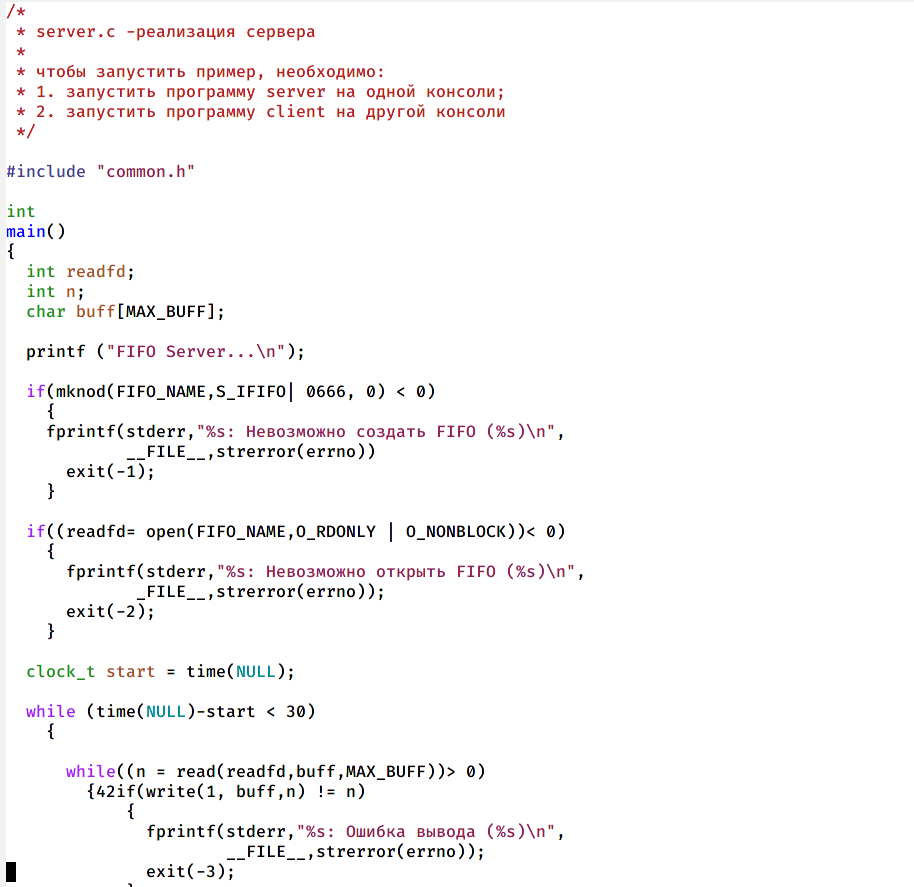 /*
 * server.c -реализация сервера
 *
 * чтобы запустить пример, необходимо:
 * 1. запустить программу server на одной консоли;
 * 2. запустить программу client на другой консоли
 */

#include "common.h"

int
main()
{
  int readfd;
  int n;
  char buff[MAX_BUFF];

  printf ("FIFO Server...\n");

  if(mknod(FIFO_NAME,S_IFIFO| 0666, 0) < 0)
    {
    fprintf(stderr,"%s: Невозможно создать FIFO (%s)\n",
            __FILE__,strerror(errno))
      exit(-1);
    }

  if((readfd= open(FIFO_NAME,O_RDONLY | O_NONBLOCK))< 0)
    {
      fprintf(stderr,"%s: Невозможно открыть FIFO (%s)\n",
             _FILE__,strerror(errno));
      exit(-2);
    }

  clock_t start = time(NULL);

  while (time(NULL)-start < 30)
    {

      while((n = read(readfd,buff,MAX_BUFF))> 0)
        {42if(write(1, buff,n) != n)
            {
              fprintf(stderr,"%s: Ошибка вывода (%s)\n",
                      __FILE__,strerror(errno));
              exit(-3);
            }